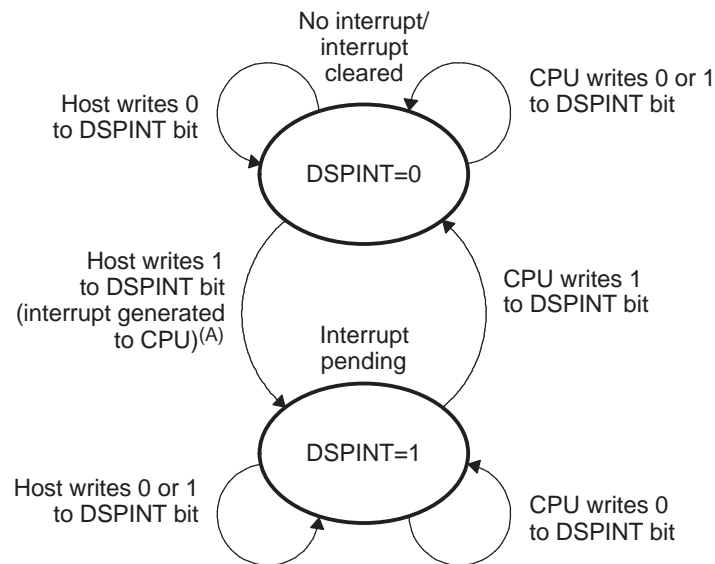 No interrupt/
interrupt
cleared
Host writes 0
to DSPINT bit
CPU writes 0 or 1
to DSPINT bit
DSPINT=0
Host writes 1
to DSPINT bit
(interrupt generated
to CPU)(A)
CPU writes 1
to DSPINT bit
Interrupt
pending
DSPINT=1
Host writes 0 or 1
to DSPINT bit
CPU writes 0
to DSPINT bit